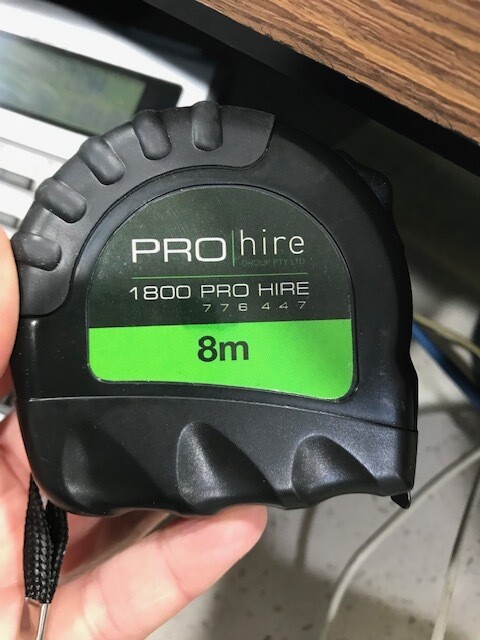 PRO|hire
GROUP PTY LTD
1800 PRO HIRE
776 447
8m